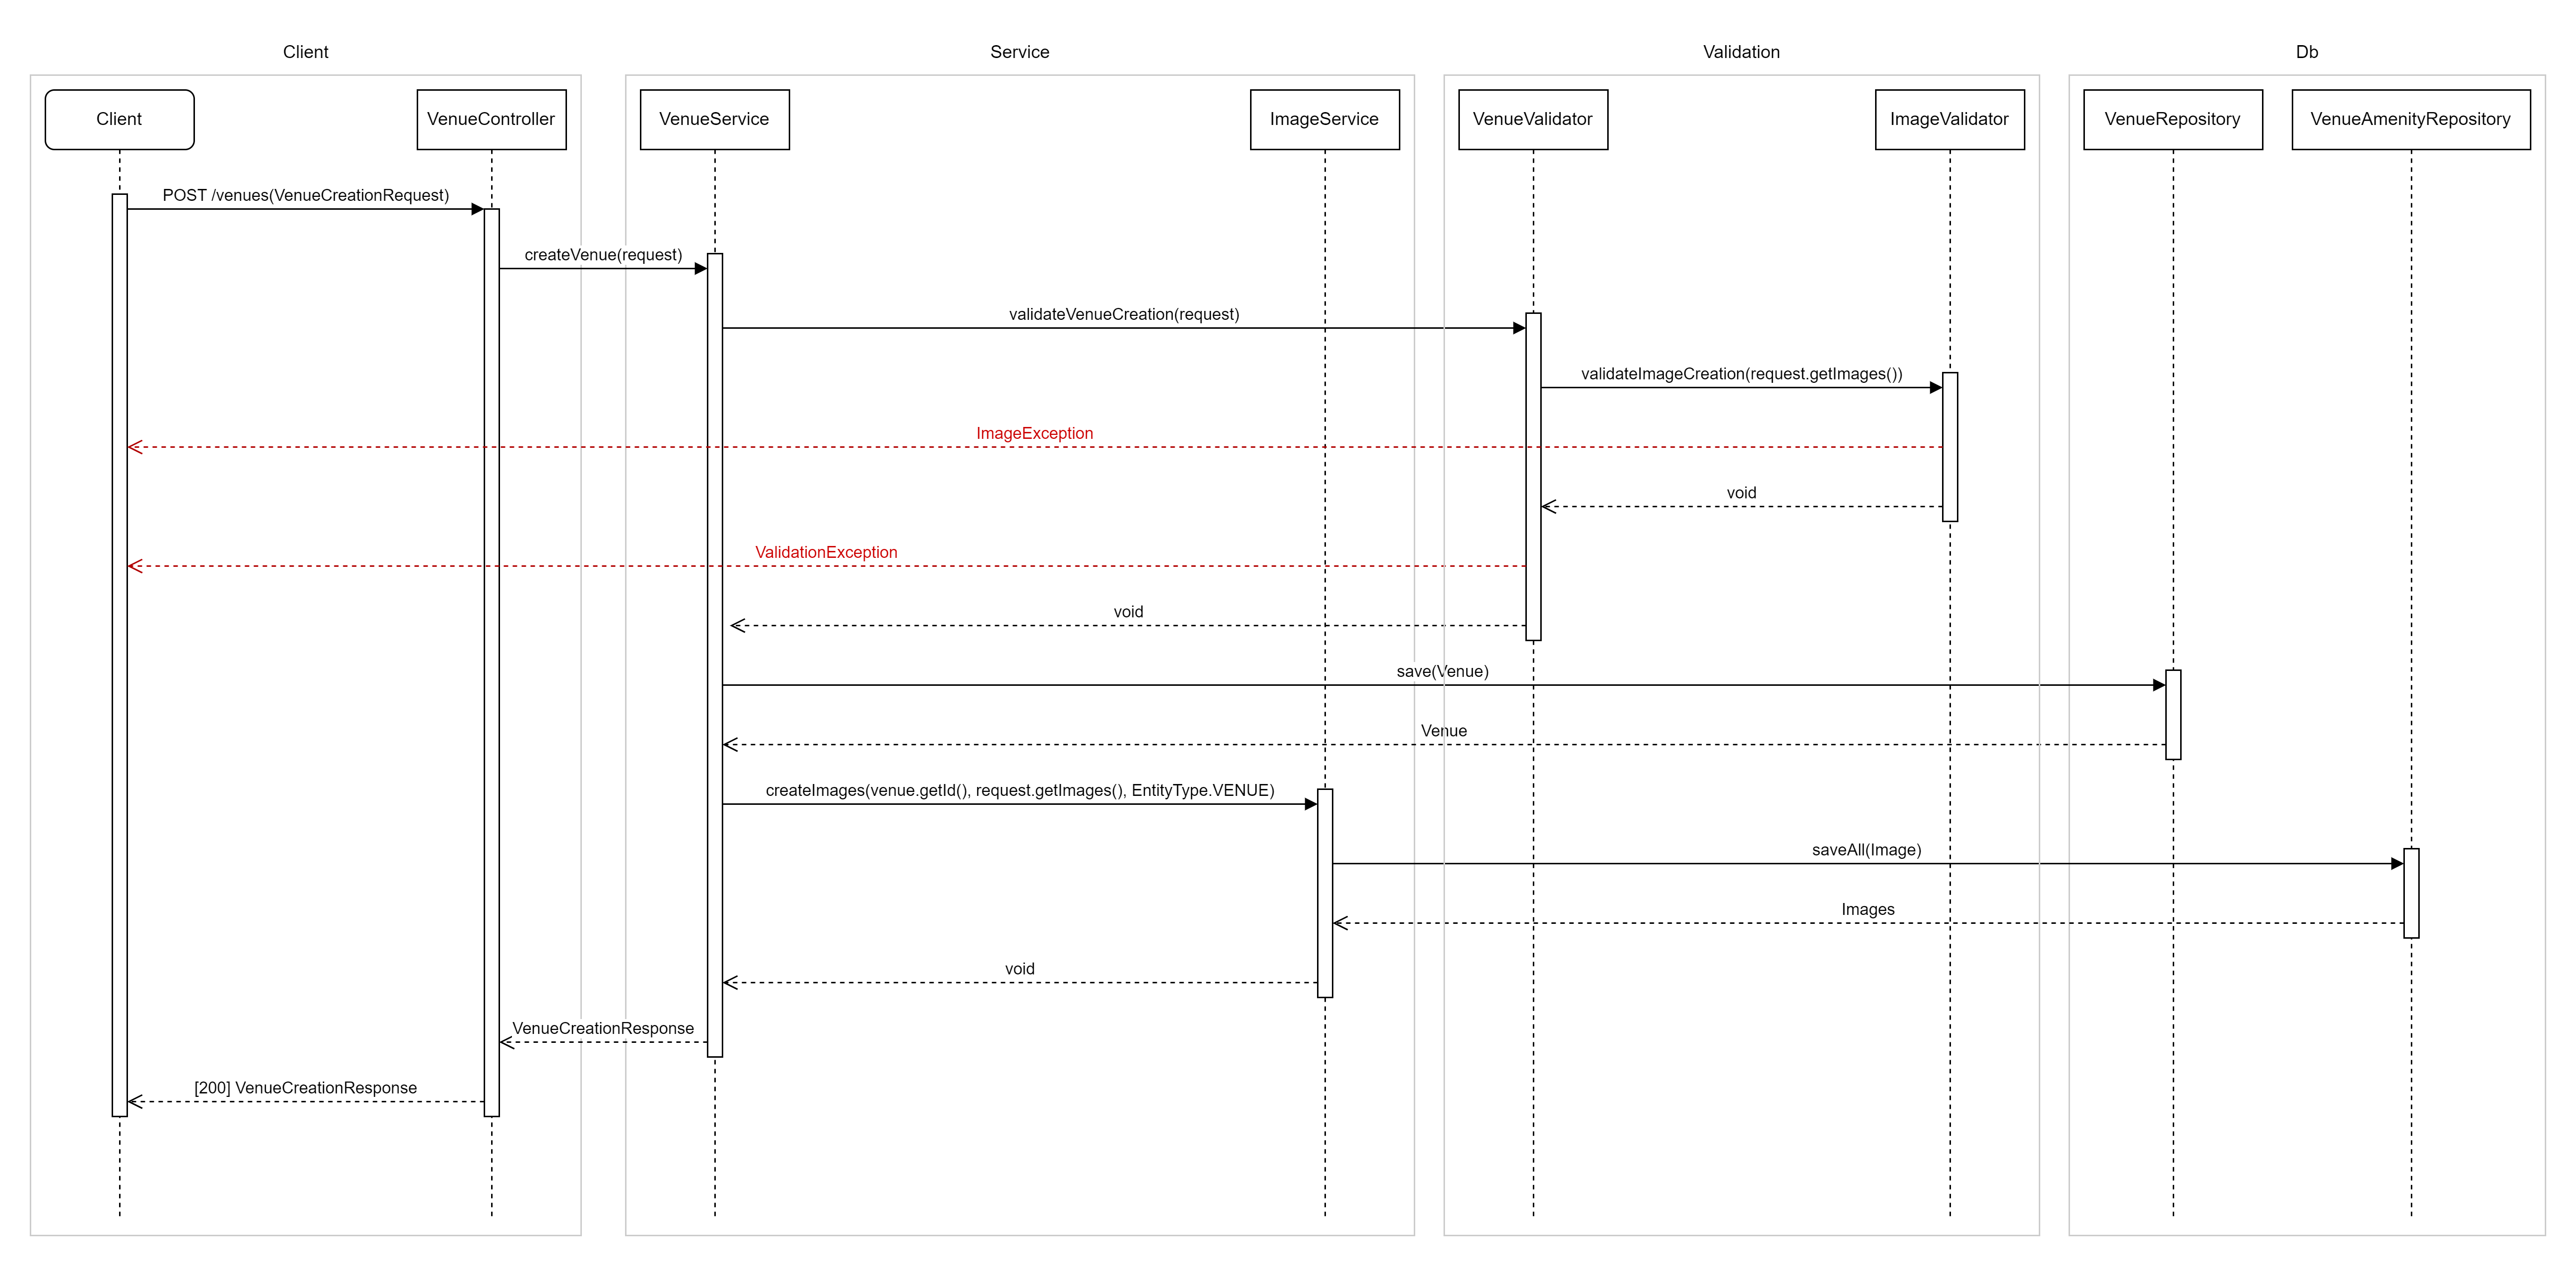 Client
Service
Validation
Db
Client
VenueController
VenueService
ImageService
VenueValidator
ImageValidator
VenueRepository
VenueAmenityRepository
POST /venues(VenueCreationRequest)
createVenue(request)
validateVenueCreation(request)
validateImageCreation(request.getImages())
ImageException
void
ValidationException
void
save(Venue)
Venue
createImages(venue.getId(), request.getImages(), EntityType.VENUE)
saveAll(Image)
Images
void
VenueCreationResponse
[200] VenueCreationResponse